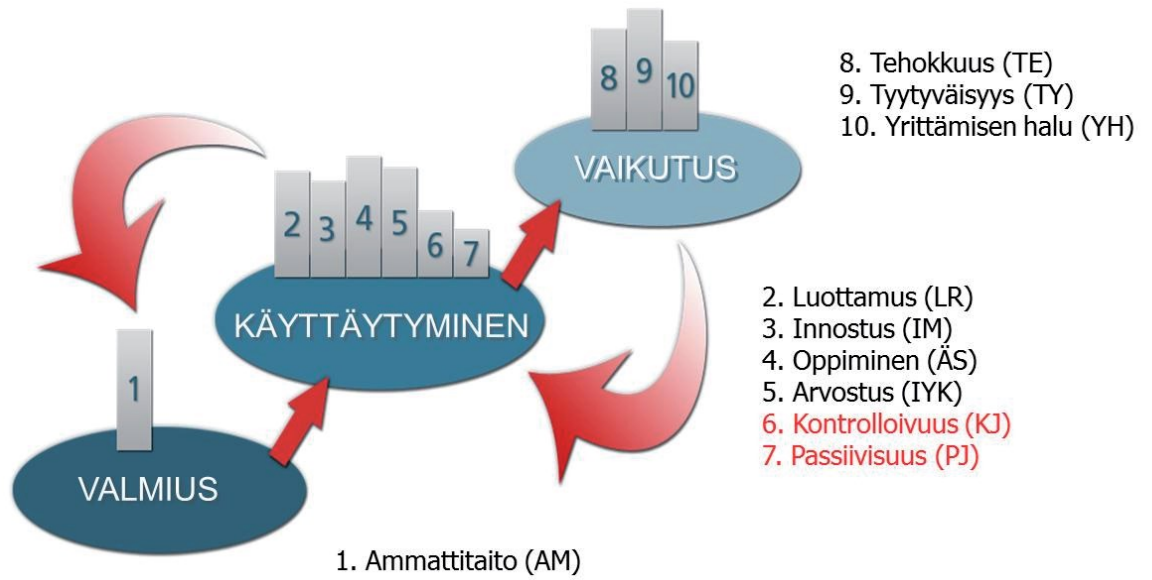 8 9 10
VAIKUTUS
8. Tehokkuus (TE)
9. Tyytyväisyys (TY)
10. Yrittämisen halu (YH)
2 3 4 5 6 7
KÄYTTÄYTYMINEN
2. Luottamus (LR)
3. Innostus (IM)
4. Oppiminen (ÄS)
5. Arvostus (IYK)
6. Kontrolloivuus (KJ)
7. Passiivisuus (PJ)
1
VALMIUS
1. Ammattitaito (AM)